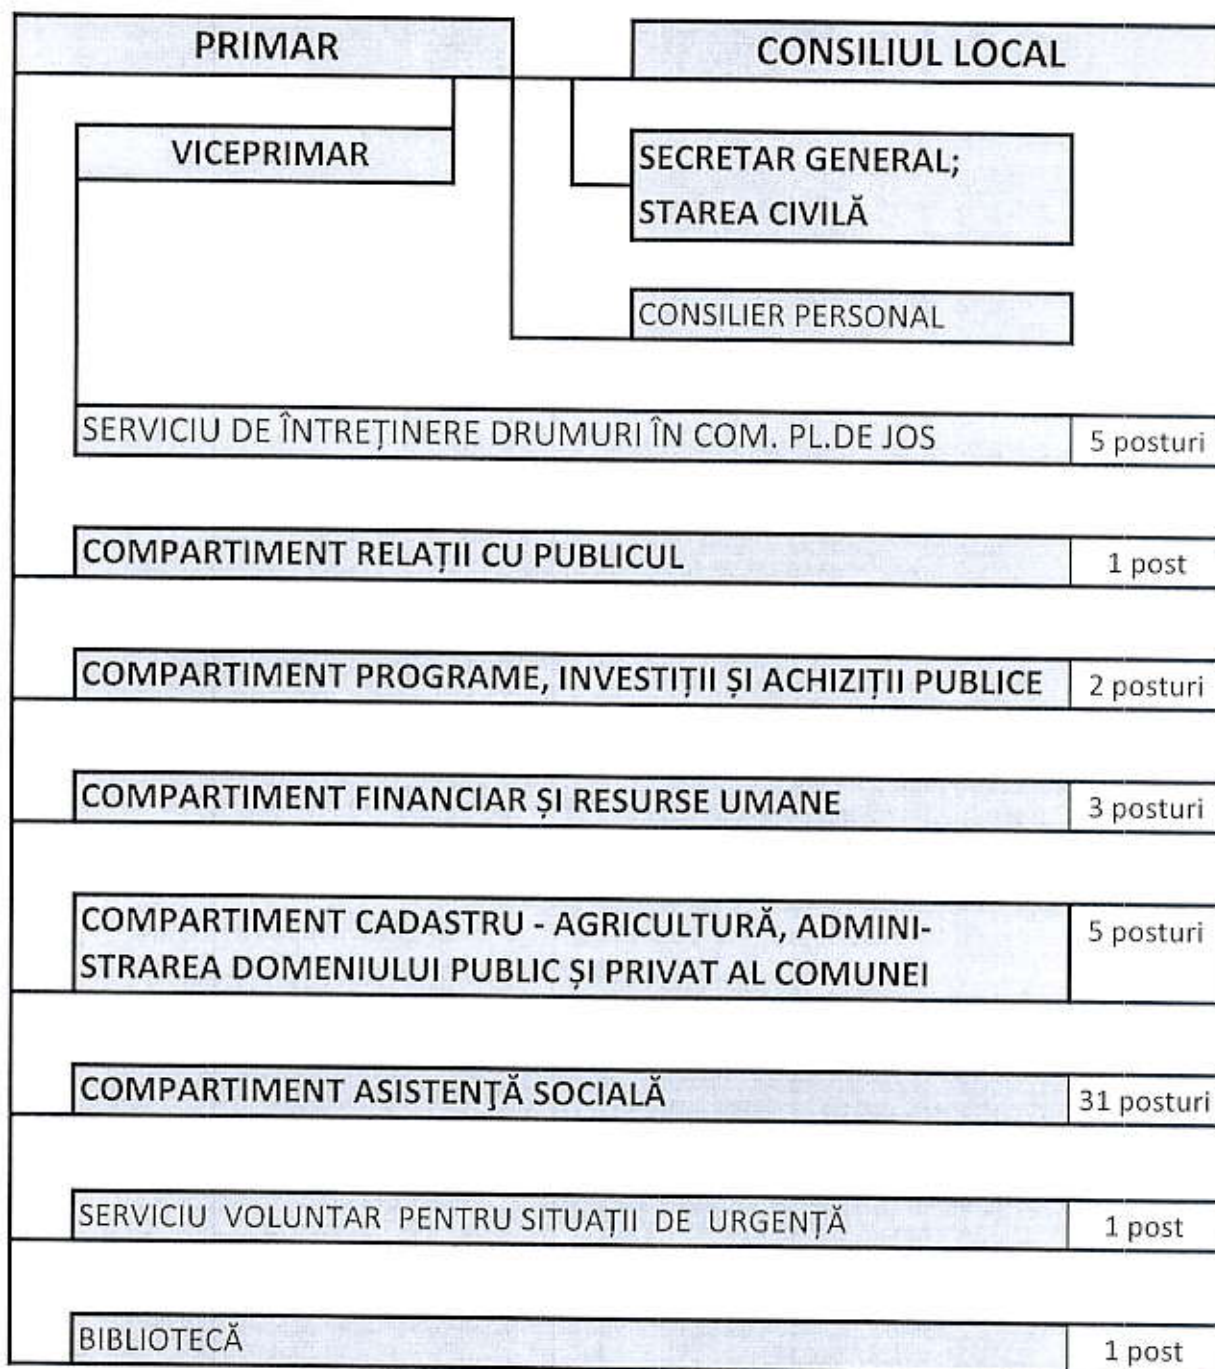 PRIMAR
CONSILIUL LOCAL
VICEPRIMAR
SECRETAR GENERAL;
STAREA CIVILĂ
CONSILIER PERSONAL
SERVICIU DE ÎNTREȚINERE DRUMURI ÎN COM. PL.DE JOS 5 posturi
COMPARTIMENT RELAȚII CU PUBLICUL 1 post
COMPARTIMENT PROGRAME, INVESTIȚII ȘI ACHIZIȚII PUBLICE 2 posturi
COMPARTIMENT FINANCIAR ȘI RESURSE UMANE 3 posturi
COMPARTIMENT CADASTRU - AGRICULTURĂ, ADMINI- 5 posturi
STRAREA DOMENIULUI PUBLIC ȘI PRIVAT AL COMUNEI
COMPARTIMENT ASISTENŢĂ SOCIALĂ 31 posturi
SERVICIU VOLUNTAR PENTRU SITUAȚII DE URGENȚĂ 1 post
BIBLIOTECĂ 1 post